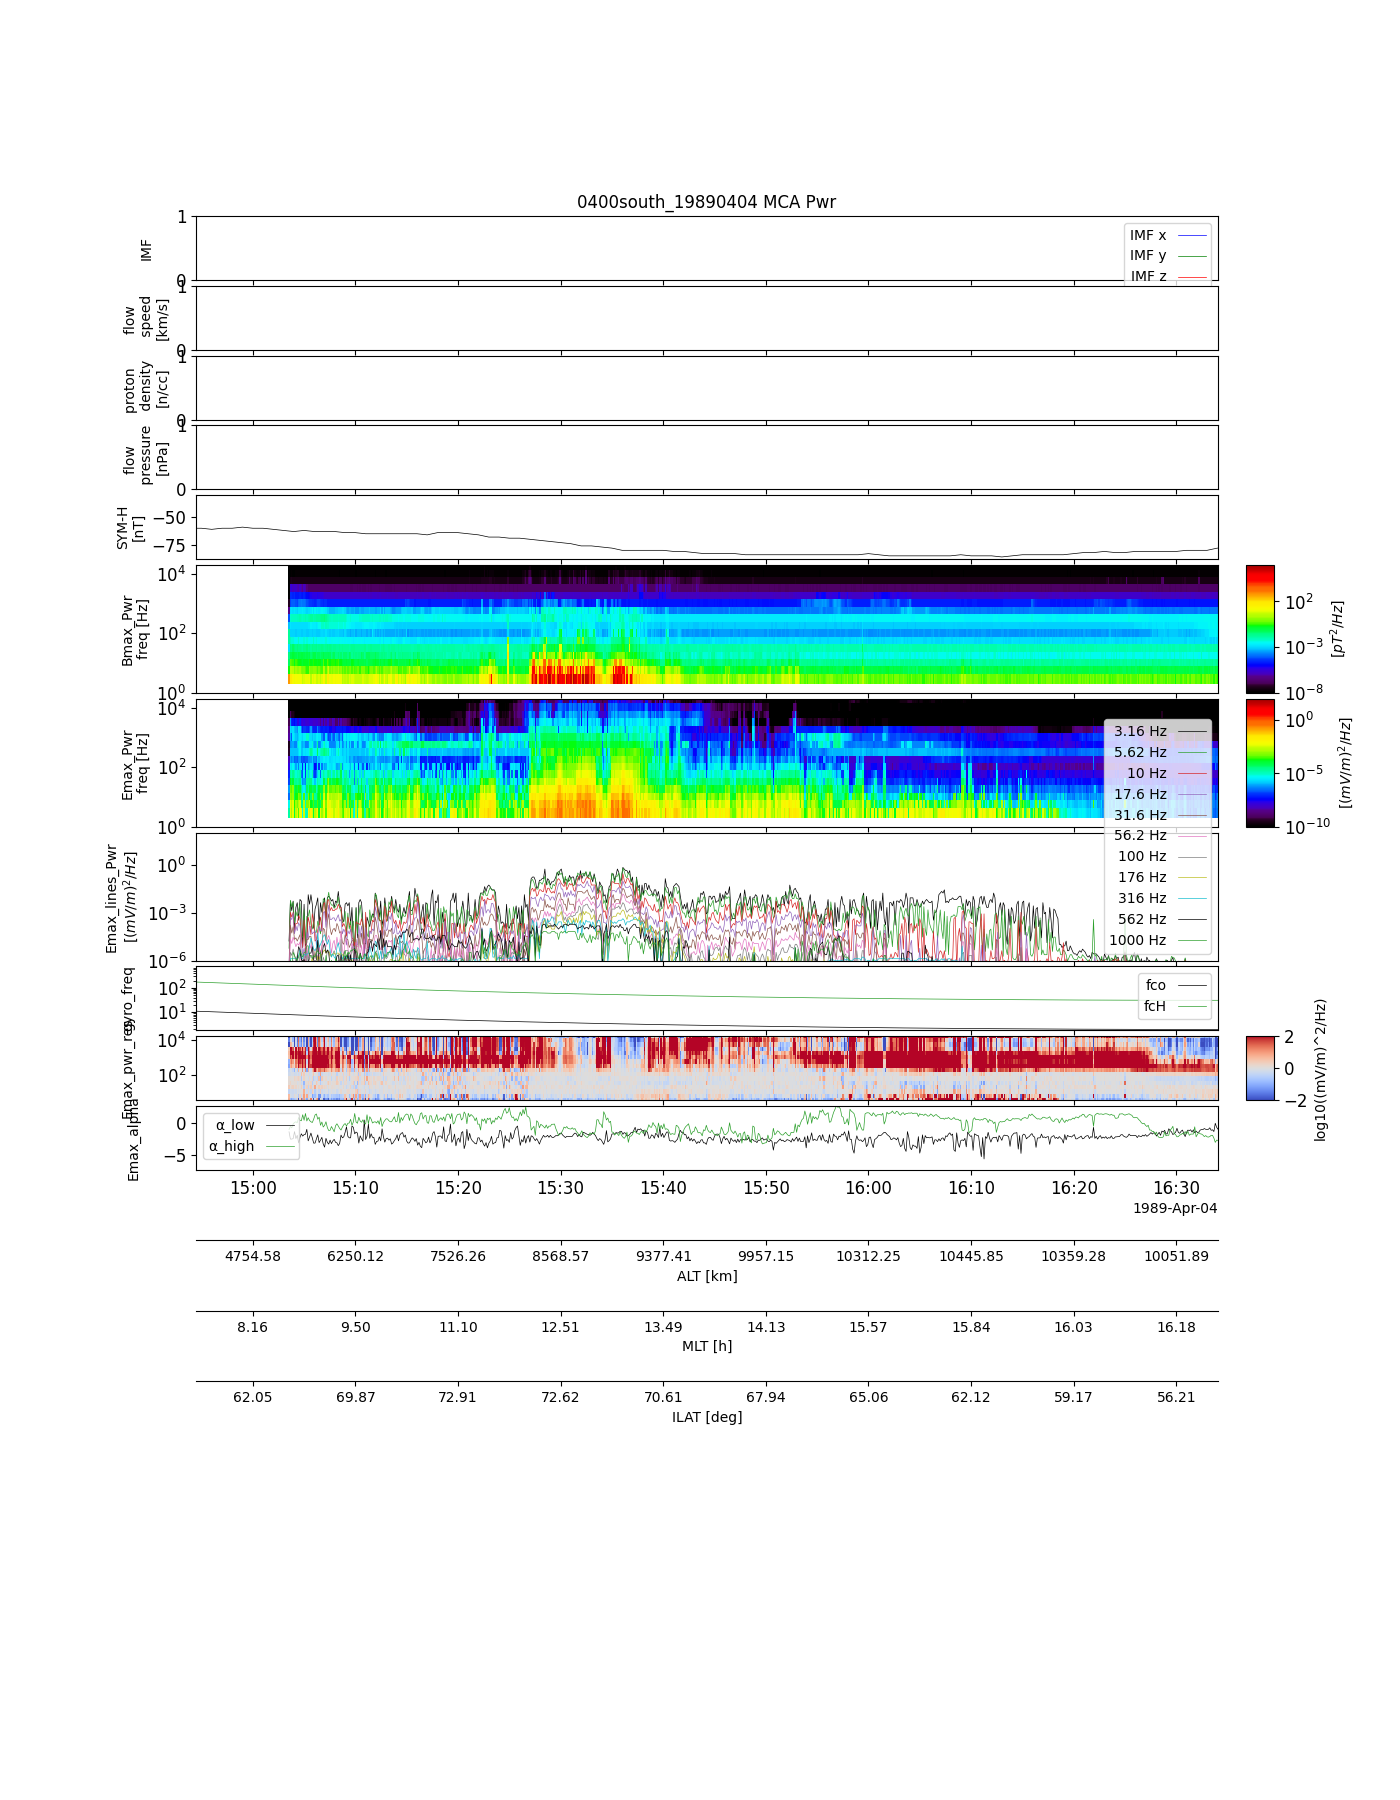 0400south_19890404 MCA Pwr
1
0
IMF
IMF x
IMF y
IMF z
1
0
flow
speed
[km/s]
1
0
proton
density
[n/cc]
1
0
flow
pressure
[nPa]
−50
−75
SYM-H
[nT]
10^4
10^2
10^0
Bmax_Pwr
freq [Hz]
10^2
10^−3
10^−8
[pT^2/Hz]
10^4
10^2
10^0
Emax_Pwr
freq [Hz]
10^0
10^−5
10^−10
[(mV/m)^2/Hz]
3.16 Hz
5.62 Hz
10 Hz
17.6 Hz
31.6 Hz
56.2 Hz
100 Hz
176 Hz
316 Hz
562 Hz
1000 Hz
10^0
10^−3
10^−6
Emax_lines_Pwr
[(mV/m)^2/Hz]
10^2
10^1
gyro_freq
fco
fcH
10^4
10^2
Emax_pwr_res
2
0
−2
log10((mV/m)^2/Hz)
0
−5
Emax_alpha
α_low
α_high
15:00 15:10 15:20 15:30 15:40 15:50 16:00 16:10 16:20 16:30
1989-Apr-04
4754.58 6250.12 7526.26 8568.57 9377.41 9957.15 10312.25 10445.85 10359.28 10051.89
ALT [km]
8.16 9.50 11.10 12.51 13.49 14.13 15.57 15.84 16.03 16.18
MLT [h]
62.05 69.87 72.91 72.62 70.61 67.94 65.06 62.12 59.17 56.21
ILAT [deg]